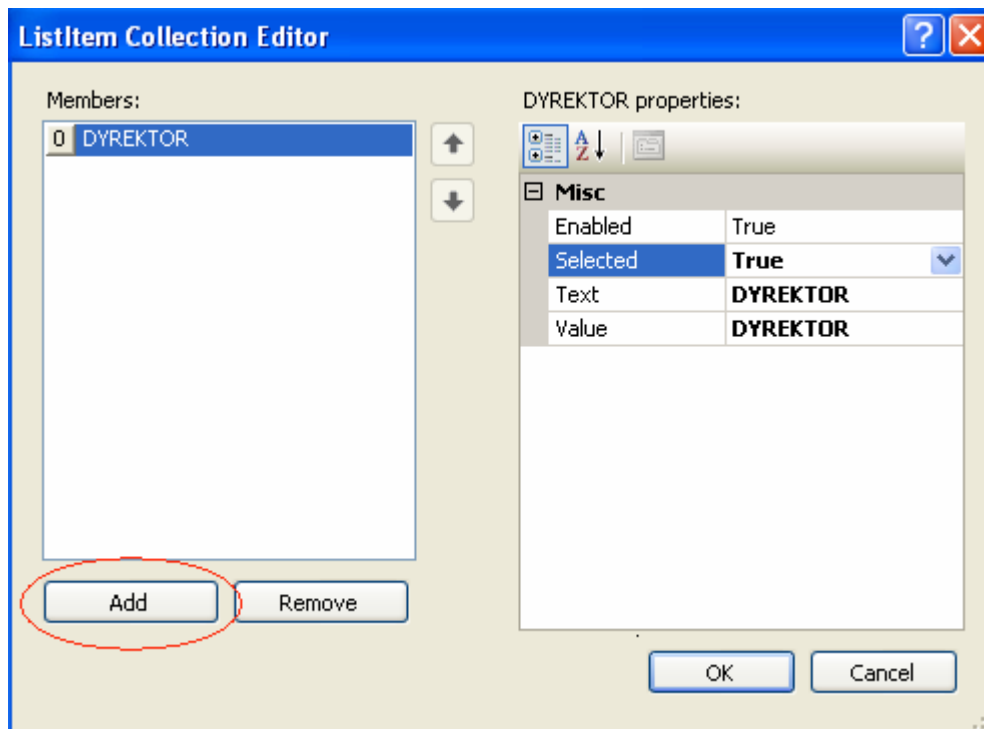 ListItem Collection Editor
Members:
0 DYREKTOR
Add
Remove
DYREKTOR properties:
Misc
Enabled True
Selected True
Text DYREKTOR
Value DYREKTOR
OK
Cancel